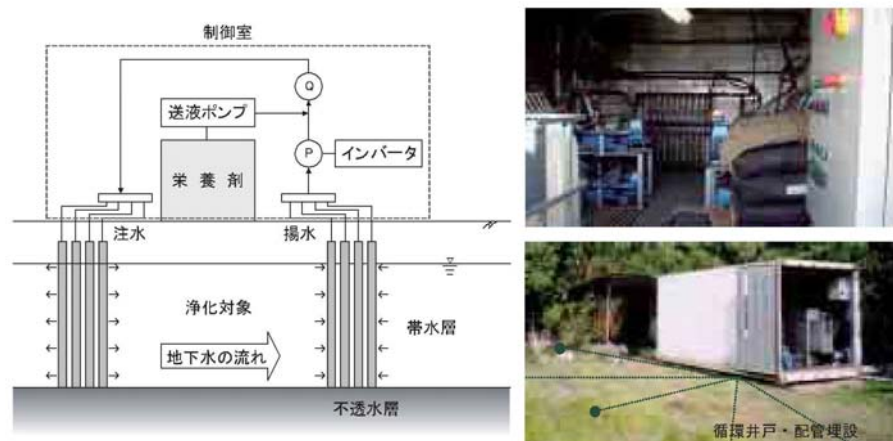 制御室
Q
送液ポンプ
P
インバータ
栄養剤
注水
揚水
浄化対象
帯水層
地下水の流れ
不透水層
循環井戸・配管埋設